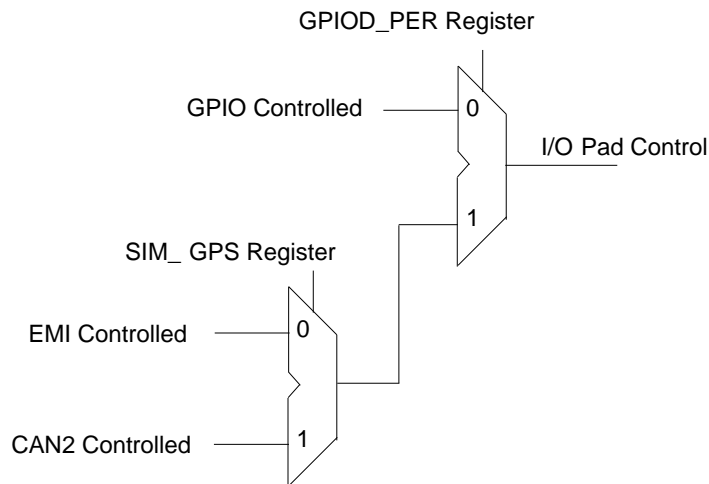 GPIOD_PER Register
GPIO Controlled
0
I/O Pad Control
1
SIM_ GPS Register
EMI Controlled
0
CAN2 Controlled
1